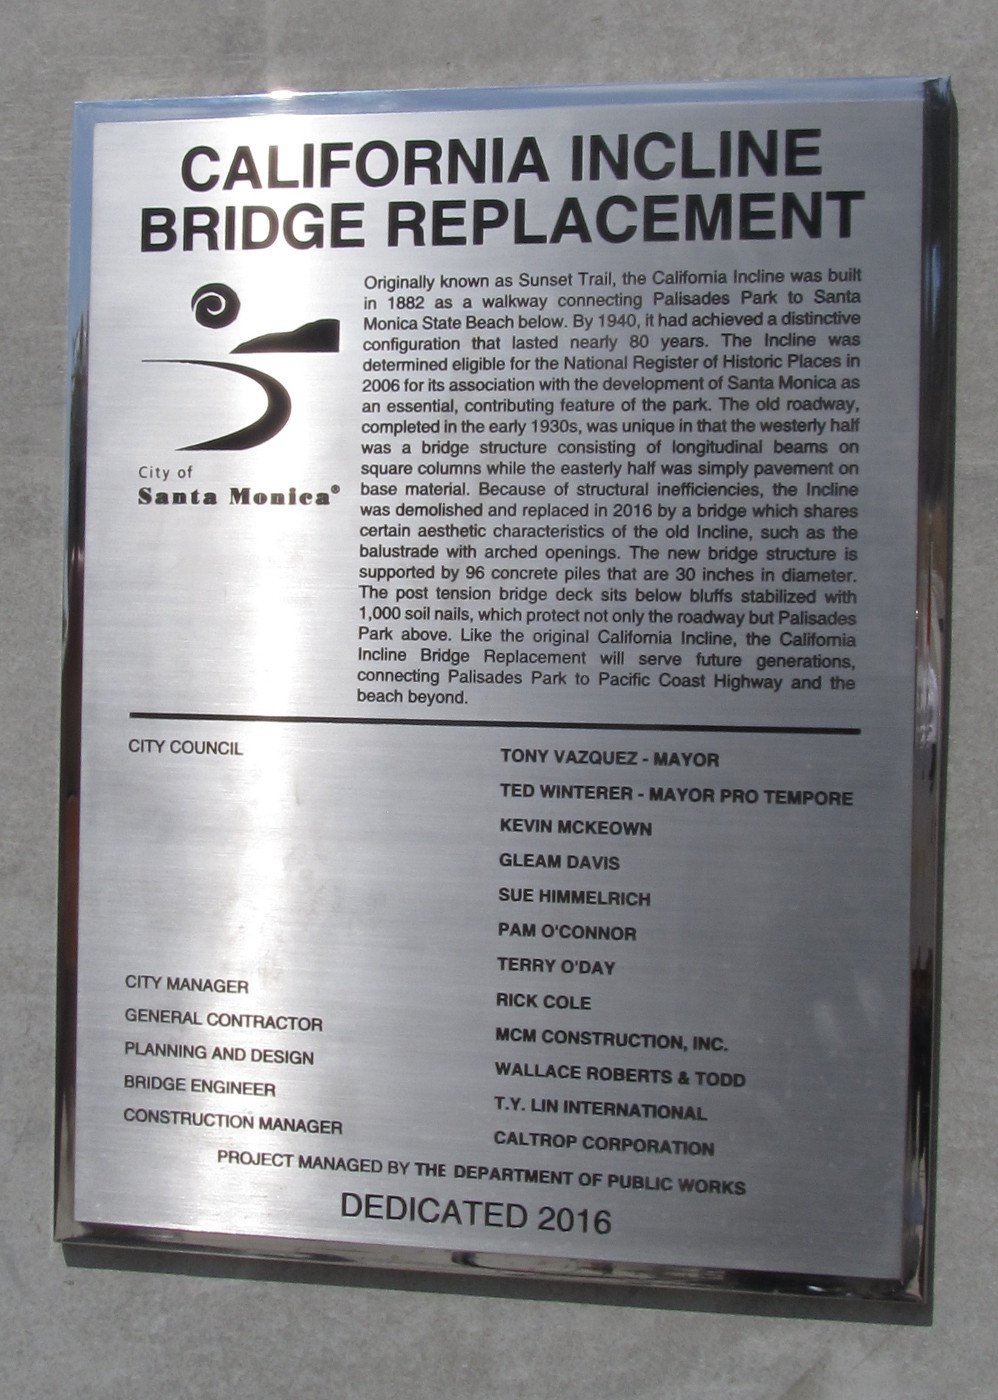 CALIFORNIA INCLINE
BRIDGE REPLACEMENT
Originally known as Sunset Trail, the California Incline was built
in 1882 as a walkway connecting Palisades Park to Santa
Monica State Beach below. By 1940, it had achieved a distinctive
configuration that lasted nearly 80 years. The Incline was
determined eligible for the National Register of Historic Places in
2006 for its association with the development of Santa Monica as
an essential, contributing feature of the park. The old roadway,
completed in the early 1930s, was unique in that the westerly half
was a bridge structure consisting of longitudinal beams on
square columns while the easterly half was simply pavement on
base material. Because of structural inefficiencies, the Incline
was demolished and replaced in 2016 by a bridge which shares
certain aesthetic characteristics of the old Incline, such as the
balustrade with arched openings. The new bridge structure is
supported by 96 concrete piles that are 30 inches in diameter.
The post tension bridge deck sits below bluffs stabilized with
1,000 soil nails, which protect not only the roadway but Palisades
Park above. Like the original California Incline, the California
Incline Bridge Replacement will serve future generations,
connecting Palisades Park to Pacific Coast Highway and the
beach beyond.
City of
Santa Monica®
CITY COUNCIL
TONY VAZQUEZ - MAYOR
TED WINTERER - MAYOR PRO TEMPORE
KEVIN MCKEOWN
GLEAM DAVIS
SUE HIMMELRICH
PAM O'CONNOR
TERRY O'DAY
CITY MANAGER
RICK COLE
GENERAL CONTRACTOR
MCM CONSTRUCTION, INC.
PLANNING AND DESIGN
WALLACE ROBERTS & TODD
BRIDGE ENGINEER
T.Y. LIN INTERNATIONAL
CONSTRUCTION MANAGER
CALTROP CORPORATION
PROJECT MANAGED BY THE DEPARTMENT OF PUBLIC WORKS
DEDICATED 2016